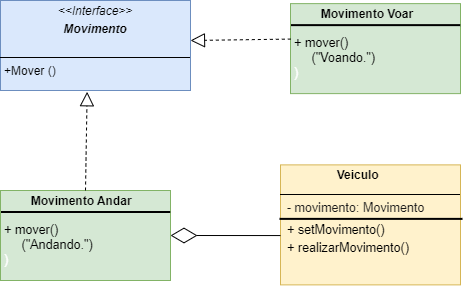 <<Interface>>
Movimento
+Mover ()
Movimento Voar
+ mover()
("Voando.")
)
Movimento Andar
+ mover()
("Andando.")
)
Veiculo
- movimento: Movimento
+ setMovimento()
+ realizarMovimento()